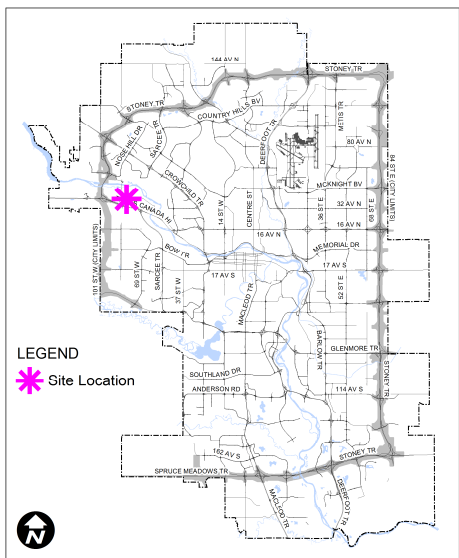 144 AV N
STONEY TR
STONEY TR
COUNTRY HILLS BV
METIS TR
DEERFOOT TR
SARCEE TR
NOSEHILL DR
80 AV N
CROWCHILD TR
MCKNIGHT BV
84 ST E (CITY LIMITS)
14 ST W
CENTRE ST
36 ST E
32 AV N
68 ST E
CANADA HI
16 AV N
16 AV N
BOW TR
MEMORIAL DR
101 ST W (CITY LIMITS)
69 ST W
SARCEE TR
37 ST W
17 AV S
17 AV S
52 ST E
MACLEOD TR
BARLOW TR
GLENMORE TR
LEGEND
Site Location
SOUTHLAND DR
ANDERSON RD
114 AV S
STONEY TR
162 AV S
STONEY TR
SPRUCE MEADOWS TR
MACLEOD TR
DEERFOOT TR
N